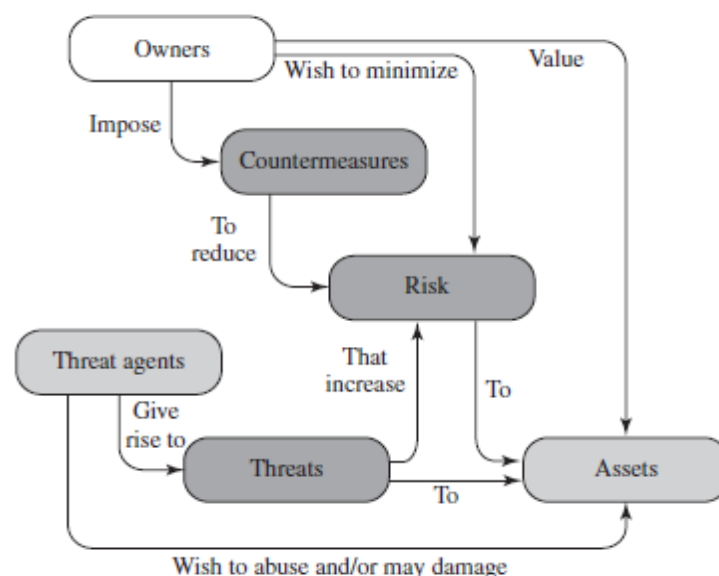 Owners
Value
Wish to minimize
Impose
Countermeasures
To
reduce
Risk
Threat agents
That
increase
To
Give
rise to
Threats
To
Assets
Wish to abuse and/or may damage